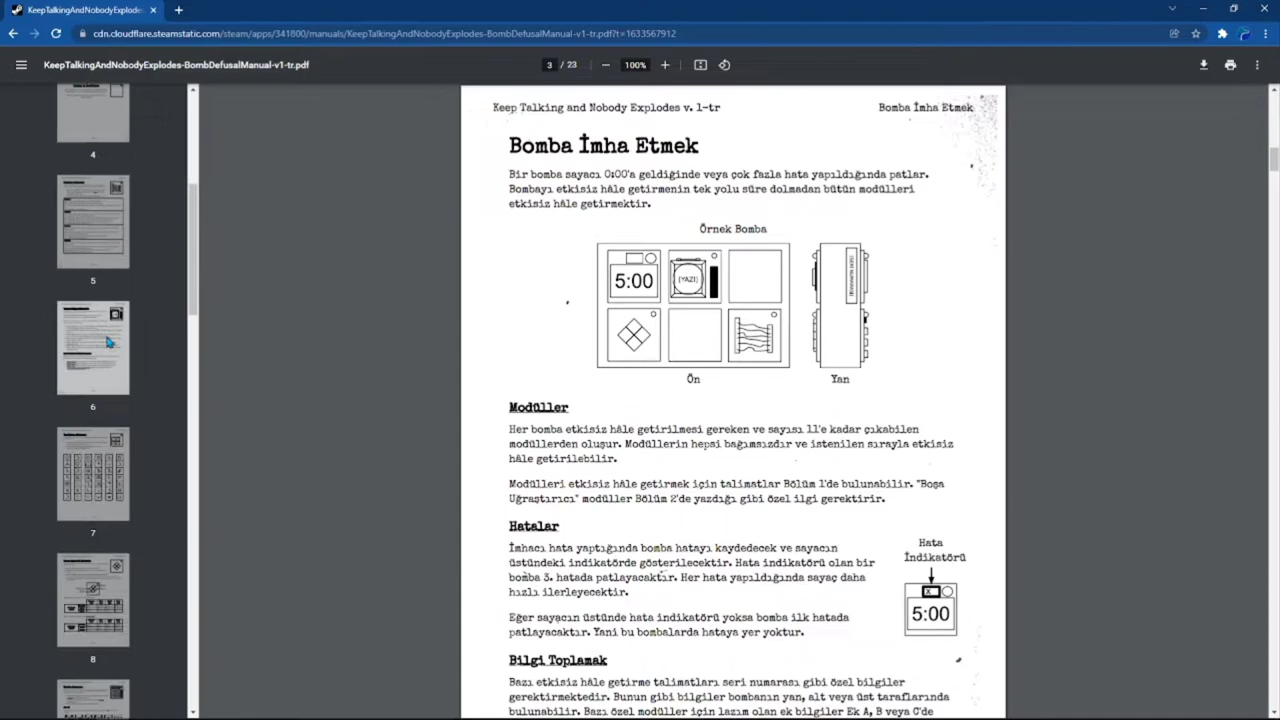 KeepTalkingAndNobodyExplodes-
cdn.cloudflare.steamstatic.com/steam/apps/341800/manuals/KeepTalkingAndNobodyExplodes-BombDefusalManual-v1-tr.pdf?t=1633567912
KeepTalkingAndNobodyExplodes-BombDefusalManual-v1-tr.pdf
3 / 23
100%
4
5
6
7
8
Keep Talking and Nobody Explodes v. 1-tr
Bomba İmha Etmek
Bomba İmha Etmek
Bir bomba sayacı 0:00'a geldiğinde veya çok fazla hata yapıldığında patlar.
Bombayı etkisiz hâle getirmenin tek yolu süre dolmadan bütün modülleri
etkisiz hâle getirmektir.
Örnek Bomba
5:00
(YAZI)
Ön
Yan
Modüller
Her bomba etkisiz hâle getirilmesi gereken ve sayısı 11'e kadar çıkabilen
modüllerden oluşur. Modüllerin hepsi bağımsızdır ve istenilen sırayla etkisiz
hâle getirilebilir.
Modülleri etkisiz hâle getirmek için talimatlar Bölüm 1'de bulunabilir. "Boşa
Uğraştırıcı" modüller Bölüm 2'de yazdığı gibi özel ilgi gerektirir.
Hatalar
İmhacı hata yaptığında bomba hatayı kaydedecek ve sayacın
üstündeki indikatörde gösterilecektir. Hata indikatörü olan bir
bomba 3. hatada patlayacaktır. Her hata yapıldığında sayaç daha
hızlı ilerleyecektir.
Eğer sayacın üstünde hata indikatörü yoksa bomba ilk hatada
patlayacaktır. Yani bu bombalarda hataya yer yoktur.
Hata
İndikatörü
X
5:00
Bilgi Toplamak
Bazı etkisiz hâle getirme talimatları seri numarası gibi özel bilgiler
gerektirmektedir. Bunun gibi bilgiler bombanın yan, alt veya üst taraflarında
bulunabilir. Bazı özel modüller için lazım olan ek bilgiler Ek A, B veya C'de